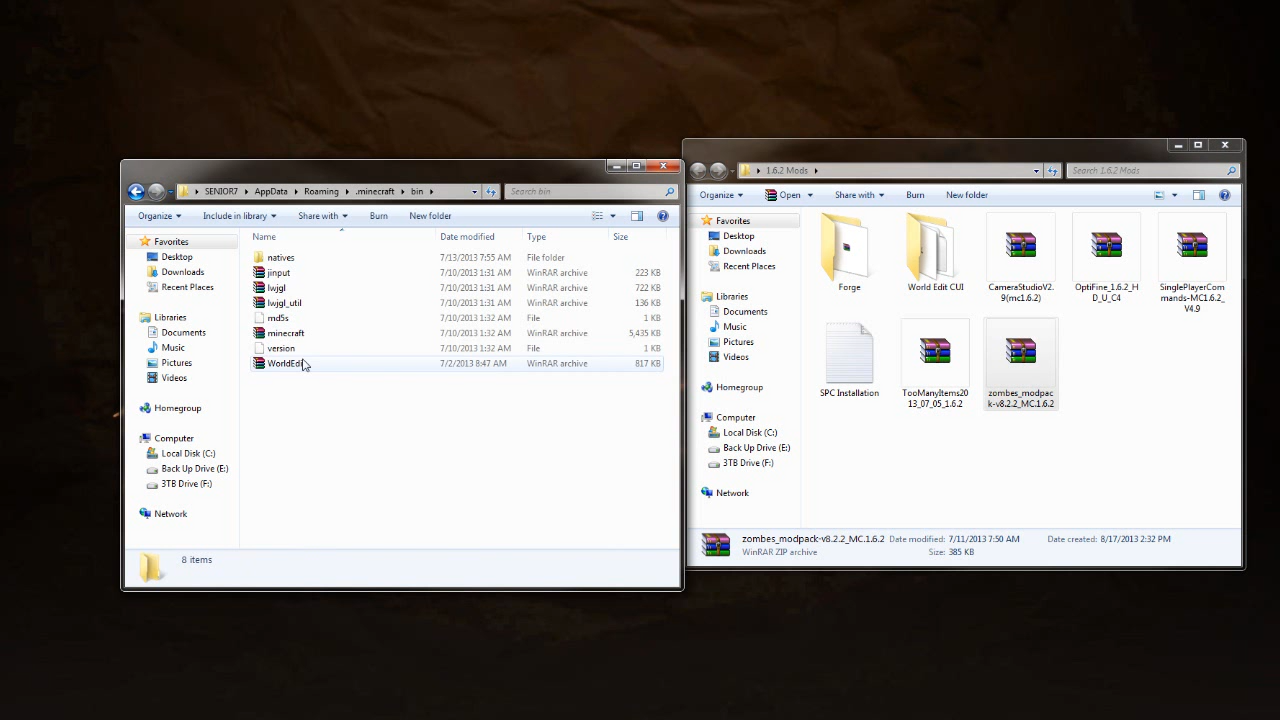 SENIOR7 AppData Roaming .minecraft bin Search bin
Organize Include in library Share with Burn New folder
Name Date modified Type Size
Favorites
Desktop
Downloads
Recent Places
Libraries
Documents
Music
Pictures
Videos
Homegroup
Computer
Local Disk (C:)
Back Up Drive (E:)
3TB Drive (F:)
Network
natives 7/13/2013 7:55 AM File folder
jinput 7/10/2013 1:31 AM WinRAR archive 223 KB
lwjgl 7/10/2013 1:31 AM WinRAR archive 722 KB
lwjgl_util 7/10/2013 1:31 AM WinRAR archive 136 KB
md5s 7/10/2013 1:32 AM File 1 KB
minecraft 7/10/2013 1:32 AM WinRAR archive 5,435 KB
version 7/10/2013 1:32 AM File 1 KB
WorldEdit 7/2/2013 8:47 AM WinRAR archive 817 KB
8 items
1.6.2 Mods Search 1.6.2 Mods
Organize Open Share with Burn New folder
Favorites
Desktop
Downloads
Recent Places
Libraries
Documents
Music
Pictures
Videos
Homegroup
Computer
Local Disk (C:)
Back Up Drive (E:)
3TB Drive (F:)
Network
Forge
World Edit CUI
CameraStudioV2.
9(mc1.6.2)
OptiFine_1.6.2_H
D_U_C4
SinglePlayerCom
mands-MC1.6.2_
V4.9
SPC Installation
TooManyItems20
13_07_05_1.6.2
zombes_modpac
k-v8.2.2_MC.1.6.2
zombes_modpack-v8.2.2_MC.1.6.2 Date modified: 7/11/2013 7:50 AM Date created: 8/17/2013 2:32 PM
WinRAR ZIP archive Size: 385 KB